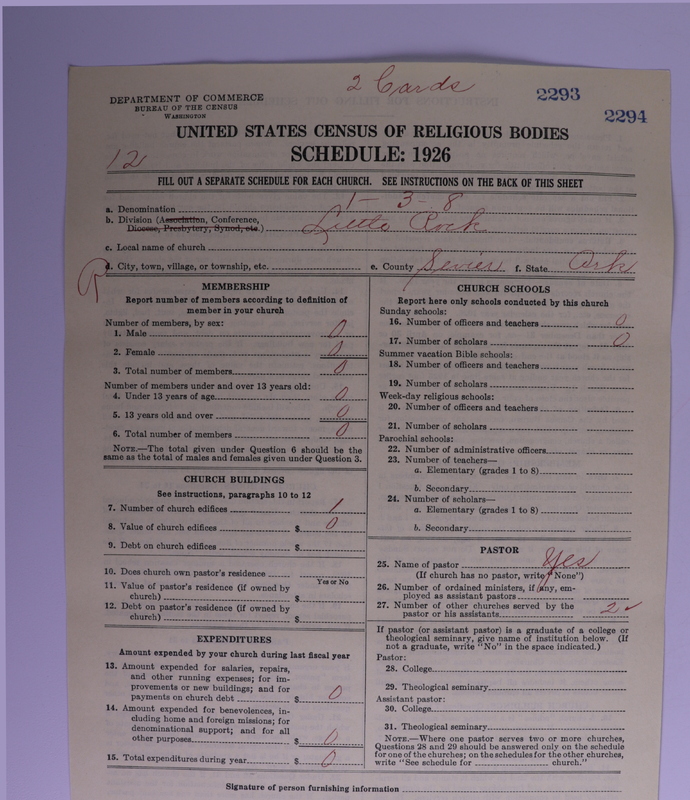 2 Cards
DEPARTMENT OF COMMERCE
BUREAU OF THE CENSUS
WASHINGTON
2293
2294
UNITED STATES CENSUS OF RELIGIOUS BODIES
12
SCHEDULE: 1926
FILL OUT A SEPARATE SCHEDULE FOR EACH CHURCH. SEE INSTRUCTIONS ON THE BACK OF THIS SHEET
a. Denomination 1-3-8
b. Division (Association, Conference,
Diocese, Presbytery, Synod, etc.) Little Rock
c. Local name of church
d. City, town, village, or township, etc. e. County Sevier f. State Ark
MEMBERSHIP
Report number of members according to definition of
member in your church
Number of members, by sex:
1. Male 0
2. Female 0
3. Total number of members 0
Number of members under and over 13 years old:
4. Under 13 years of age 0
5. 13 years old and over 0
6. Total number of members 0
NOTE.—The total given under Question 6 should be
same as the total of males and females given under Question 3.
CHURCH BUILDINGS
See instructions, paragraphs 10 to 12
7. Number of church edifices 1
8. Value of church edifices $ 0
9. Debt on church edifices $
10. Does church own pastor's residence
Yes or No
11. Value of pastor's residence (if owned by
church) $
12. Debt on pastor's residence (if owned by
church) $
EXPENDITURES
Amount expended by your church during last fiscal year
13. Amount expended for salaries, repairs,
and other running expenses; for im-
provements or new buildings; and for
payments on church debt $ 0
14. Amount expended for benevolences, in-
cluding home and foreign missions; for
denominational support; and for all
other purposes $ 0
15. Total expenditures during year $ 0
CHURCH SCHOOLS
Report here only schools conducted by this church
Sunday schools:
16. Number of officers and teachers 0
17. Number of scholars 0
Summer vacation Bible schools:
18. Number of officers and teachers
19. Number of scholars
Week-day religious schools:
20. Number of officers and teachers
21. Number of scholars
Parochial schools:
22. Number of administrative officers
23. Number of teachers—
a. Elementary (grades 1 to 8)
b. Secondary
24. Number of scholars—
a. Elementary (grades 1 to 8)
b. Secondary
PASTOR
25. Name of pastor Yes
(If church has no pastor, write "None")
26. Number of ordained ministers, if any, em-
ployed as assistant pastors
27. Number of other churches served by the
pastor or his assistants 2 ✓
If pastor (or assistant pastor) is a graduate of a college or
theological seminary, give name of institution below. (If
not a graduate, write "No" in the space indicated.)
Pastor:
28. College
29. Theological seminary
Assistant pastor:
30. College
31. Theological seminary
NOTE.—Where one pastor serves two or more churches,
Questions 28 and 29 should be answered only on the schedule
for one of the churches; on the schedules for the other churches,
write "See schedule for church."
Signature of person furnishing information